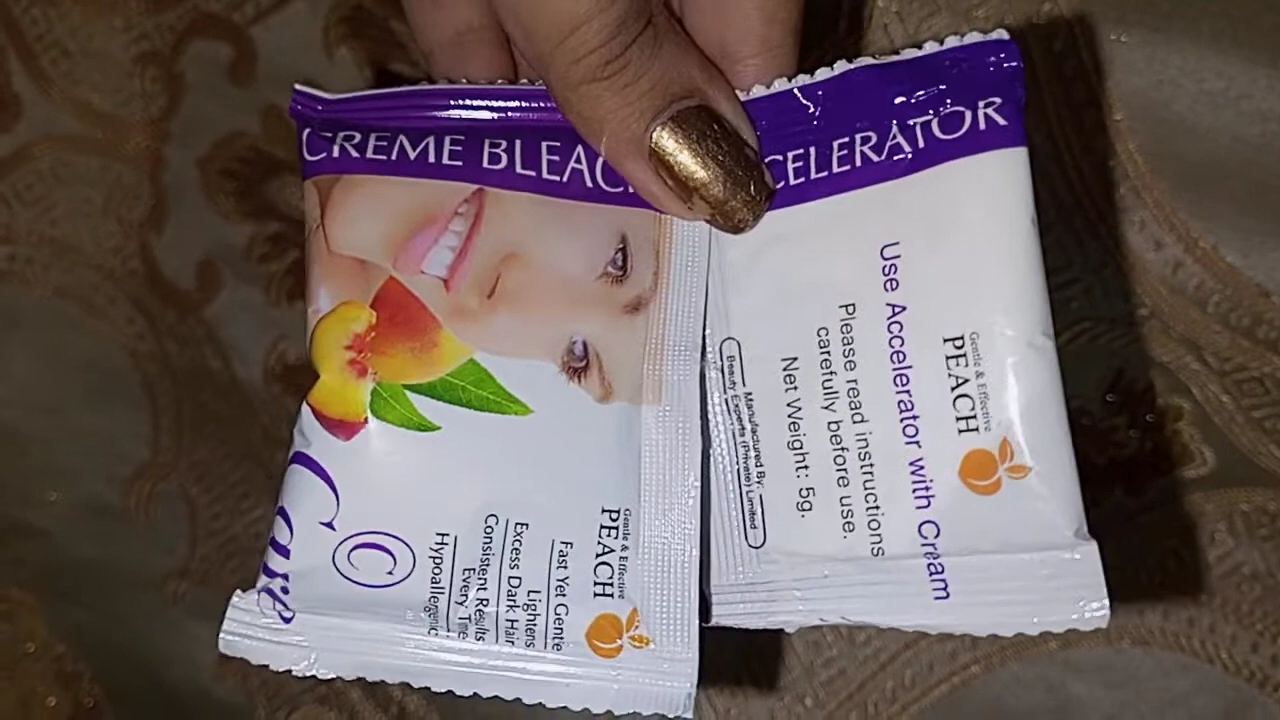 CREME BLEAC
Care
C
Gentle & Effective
PEACH
Fast Yet Gentle
Lightens
Excess Dark Hair
Consistent Results
Every Time
Hypoallergenic
CELERATOR
Gentle & Effective
PEACH
Use Accelerator with Cream
Please read instructions
carefully before use.
Net Weight: 5g.
Manufactured By:
Beauty Experts (Private) Limited